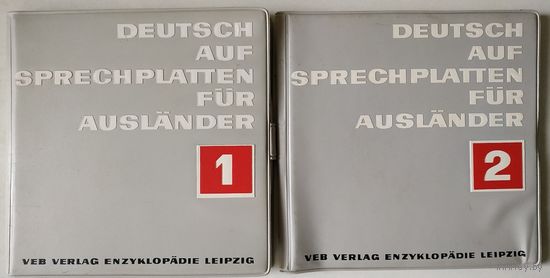 DEUTSCH
AUF
SPRECHPLATTEN
FÜR
AUSLÄNDER
1
VEB VERLAG ENZYKLOPÄDIE LEIPZIG
DEUTSCH
AUF
SPRECHPLATTEN
FÜR
AUSLÄNDER
2
VEB VERLAG ENZYKLOPÄDIE LEIPZIG